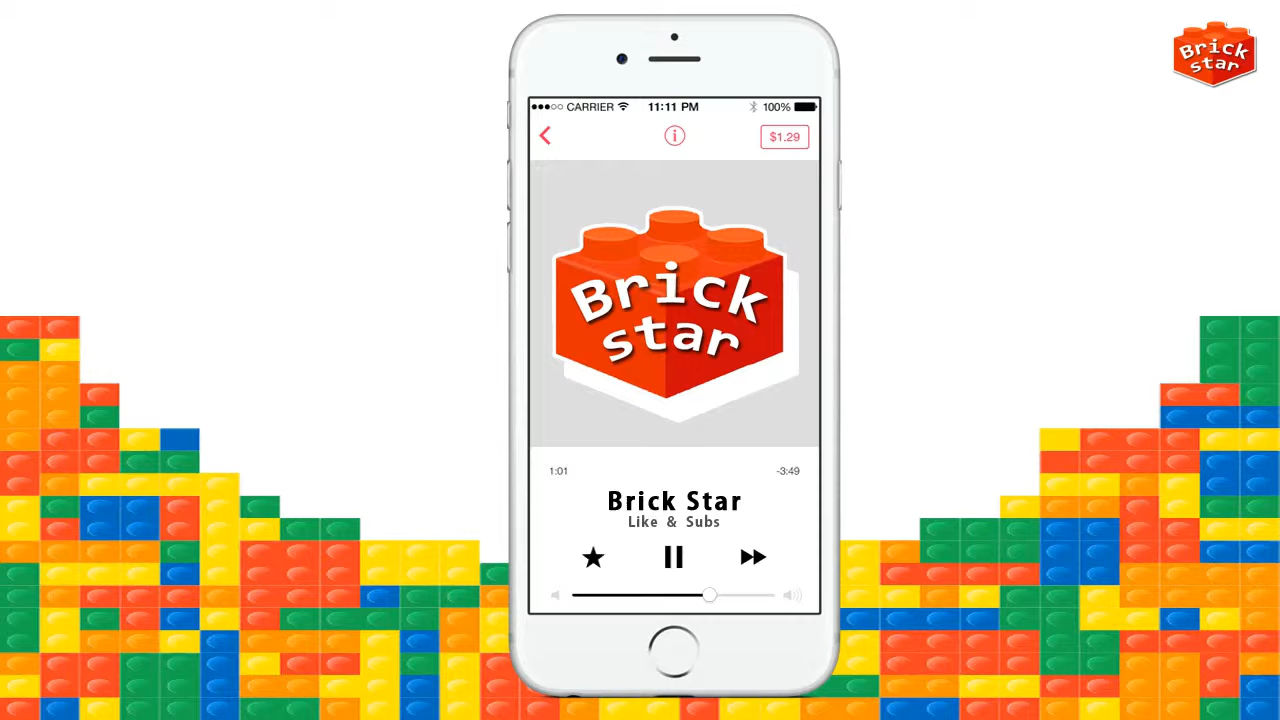 Brick
star
CARRIER 11:11 PM 100%
$1.29
Brick
star
1:01 -3:49
Brick Star
Like & Subs